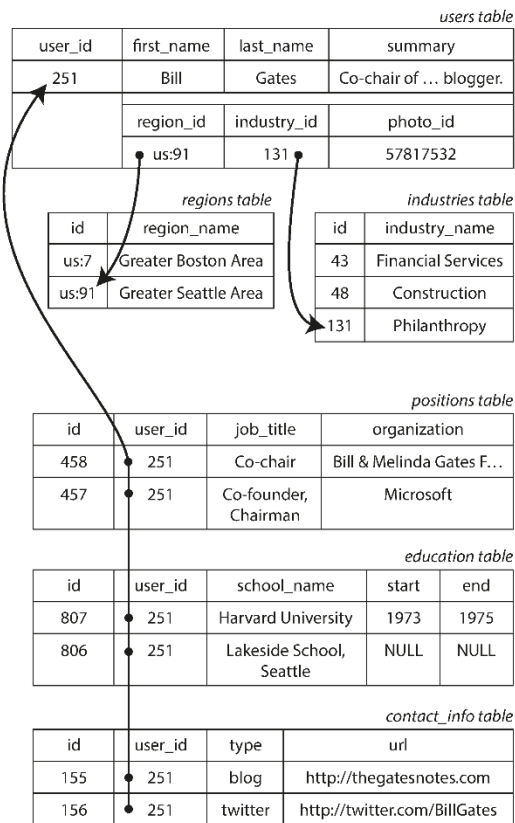 users table
user_id first_name last_name summary
251 Bill Gates Co-chair of … blogger.
region_id industry_id photo_id
us:91 131 57817532
regions table
id region_name
us:7 Greater Boston Area
us:91 Greater Seattle Area
industries table
id industry_name
43 Financial Services
48 Construction
131 Philanthropy
positions table
id user_id job_title organization
458 251 Co-chair Bill & Melinda Gates F…
457 251 Co-founder, Microsoft
Chairman
education table
id user_id school_name start end
807 251 Harvard University 1973 1975
806 251 Lakeside School, NULL NULL
Seattle
contact_info table
id user_id type url
155 251 blog http://thegatesnotes.com
156 251 twitter http://twitter.com/BillGates